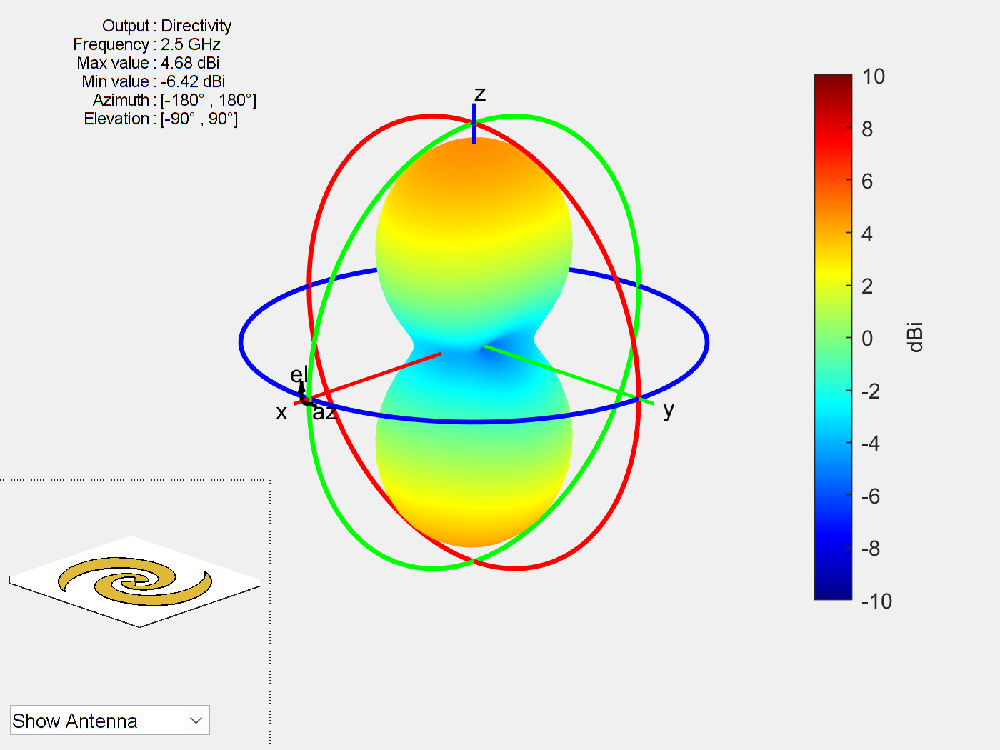 Output : Directivity
Frequency : 2.5 GHz
Max value : 4.68 dBi
Min value : -6.42 dBi
Azimuth : [-180° , 180°]
Elevation : [-90° , 90°]
z
el
x
az
y
10
8
6
4
2
0
-2
-4
-6
-8
-10
dBi
Show Antenna